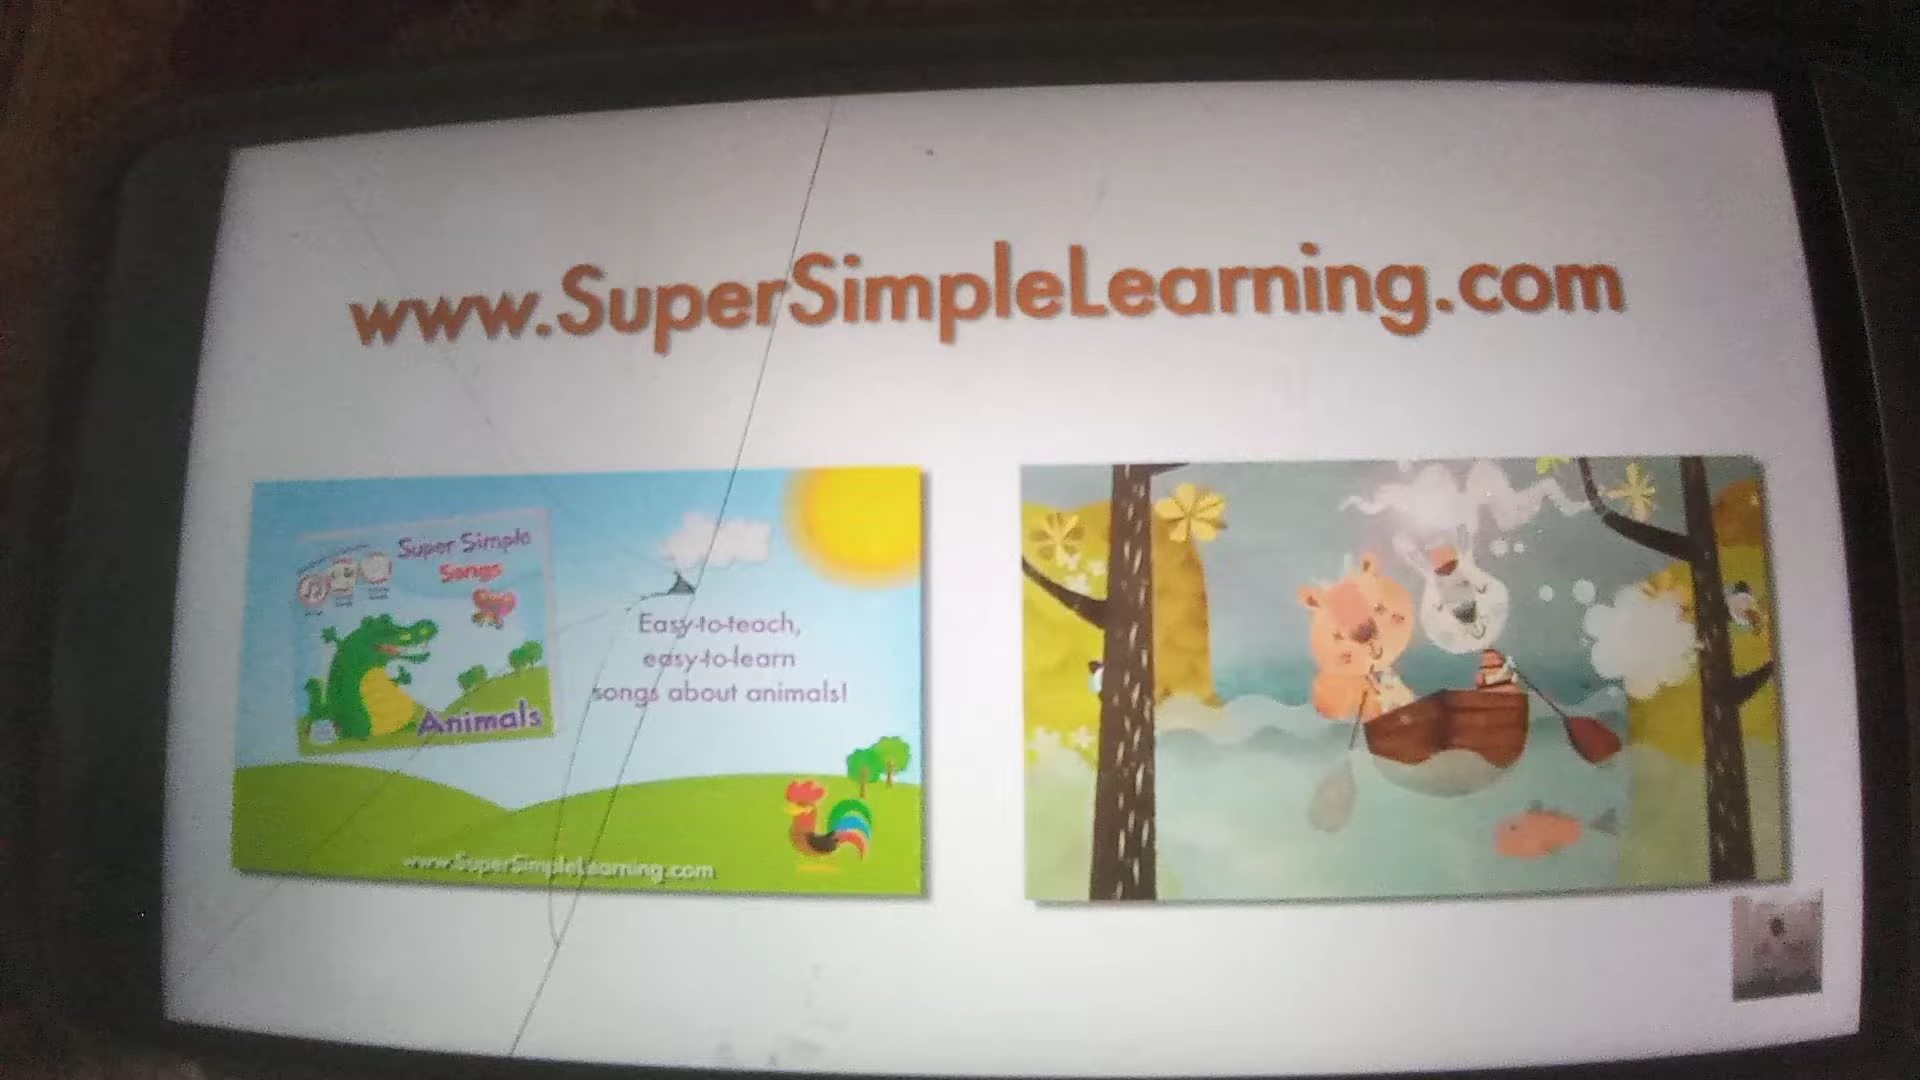 www.SuperSimpleLearning.com
Super Simple
Songs
Animals
Easy-to-teach,
easy-to-learn
songs about animals!
www.SuperSimpleLearning.com